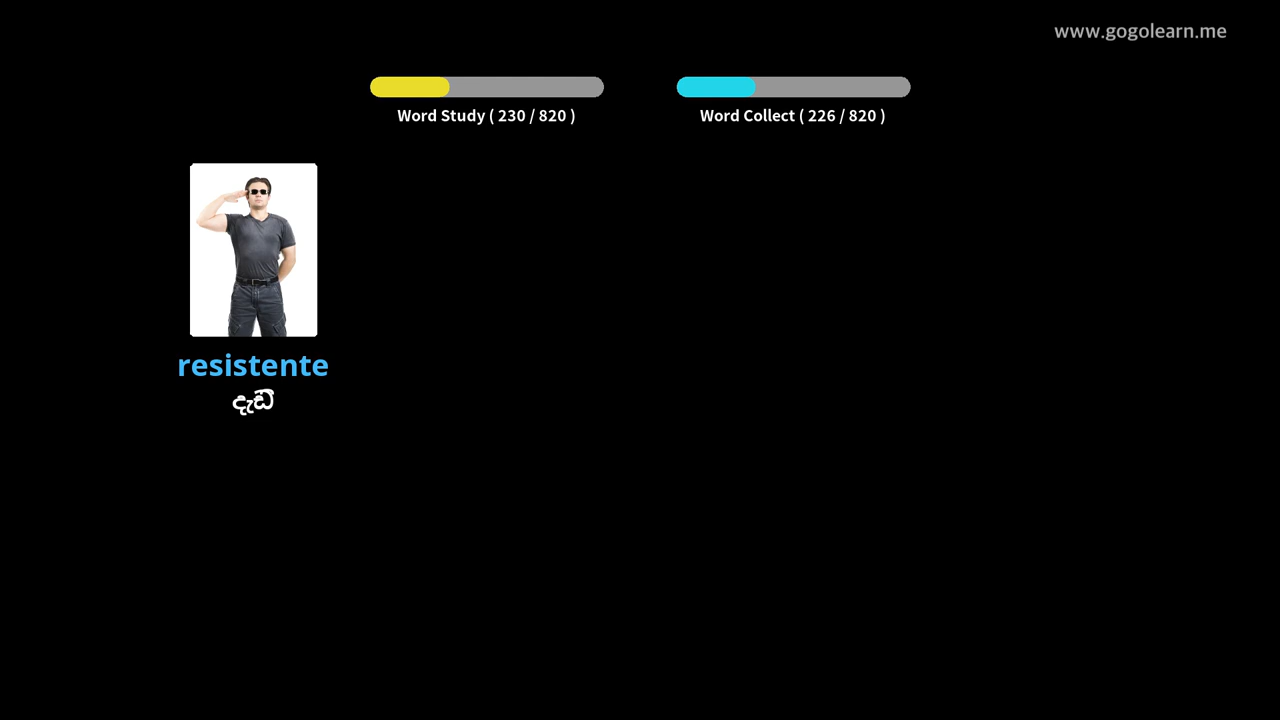 www.gogolearn.me
Word Study ( 230 / 820 )
Word Collect ( 226 / 820 )
resistente
දැඩි